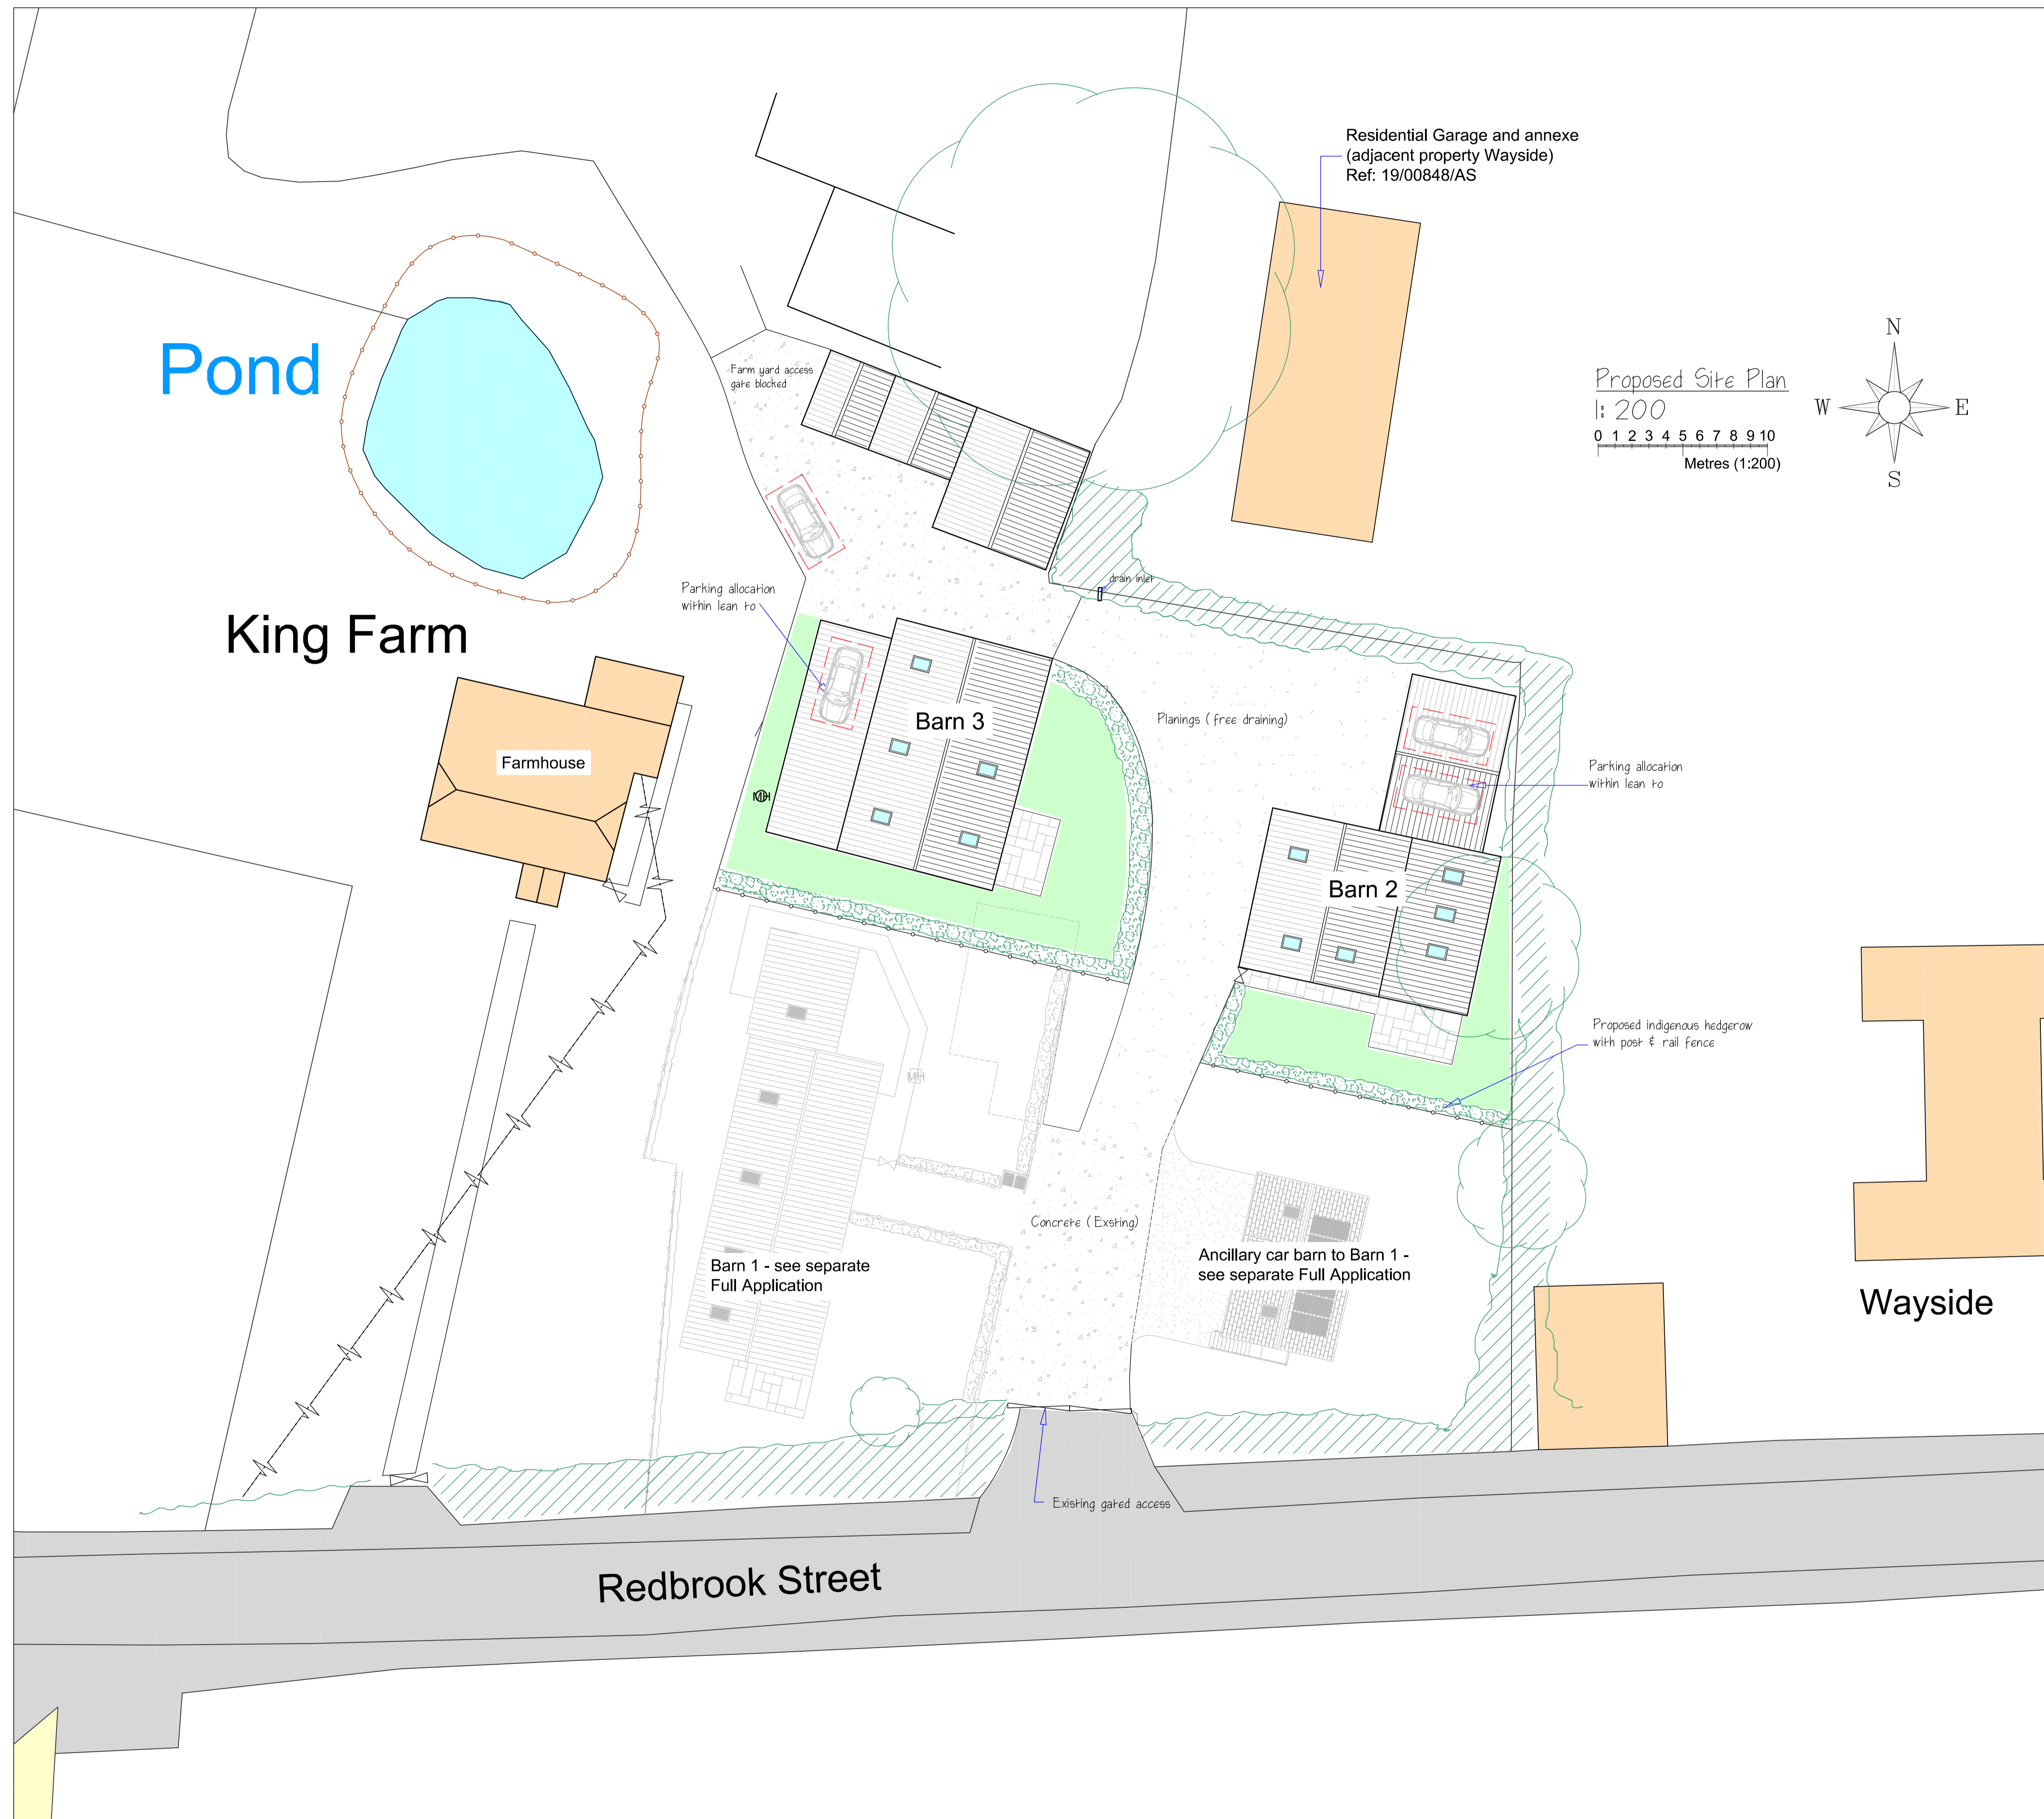 Residential Garage and annexe
(adjacent property Wayside)
Ref: 19/00848/AS
N
W
E
S
Proposed Site Plan
1: 200
0 1 2 3 4 5 6 7 8 9 10
Metres (1:200)
Pond
Farm yard access
gate blocked
drain inlet
Parking allocation
within lean to
King Farm
Barn 3
Planings (free draining)
Farmhouse
Parking allocation
within lean to
MH
Barn 2
Proposed indigenous hedgerow
with post & rail fence
MH
Concrete (Exsting)
Barn 1 - see separate
Full Application
Ancillary car barn to Barn 1 -
see separate Full Application
Wayside
Existing gated access
Redbrook Street